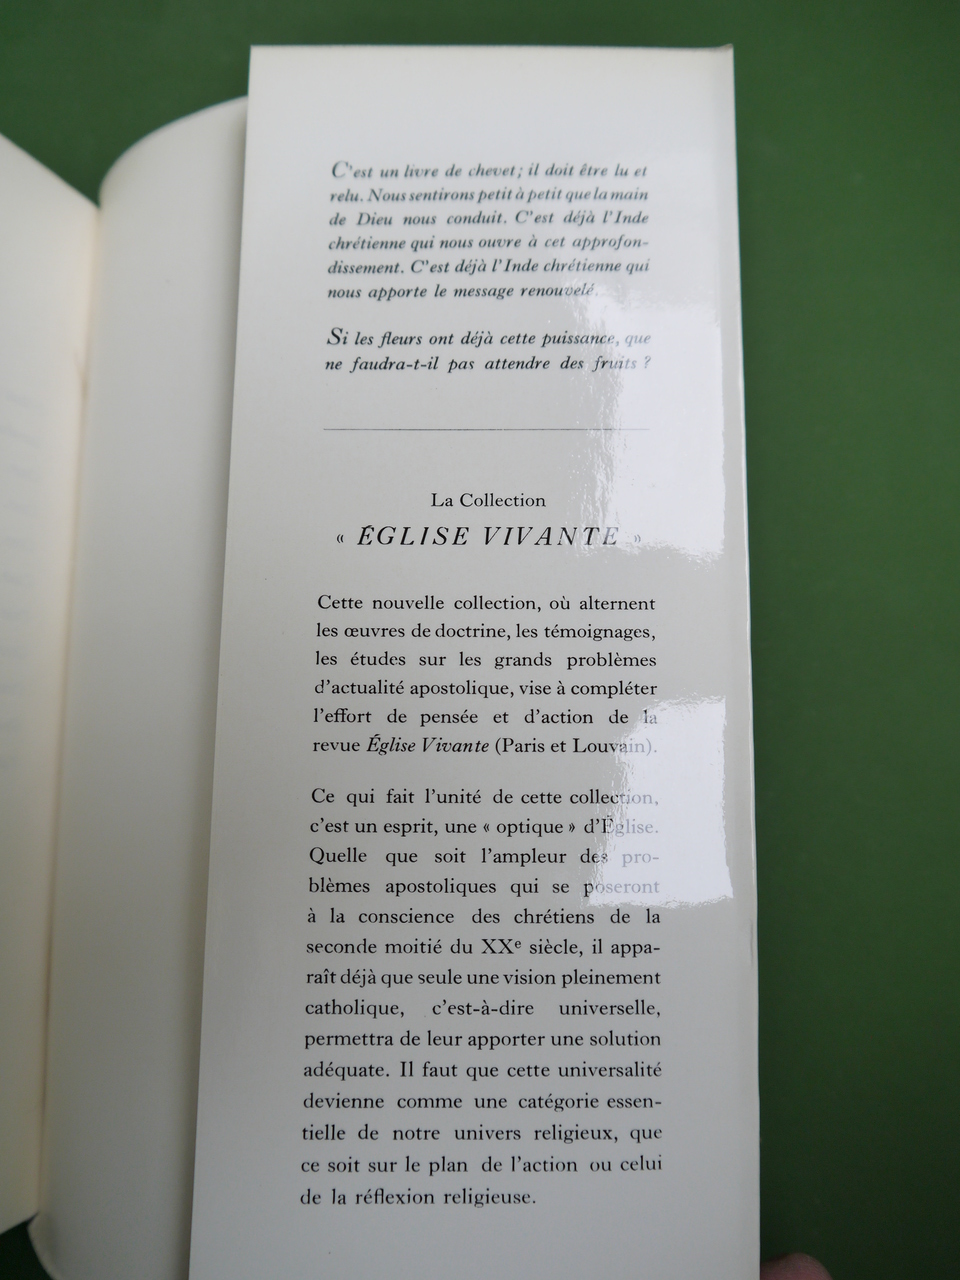 C'est un livre de chevet; il doit être lu et
relu. Nous sentirons petit à petit que la main
de Dieu nous conduit. C'est déjà l'Inde
chrétienne qui nous ouvre à cet approfon-
dissement. C'est déjà l'Inde chrétienne qui
nous apporte le message renouvelé.
Si les fleurs ont déjà cette puissance, que
ne faudra-t-il pas attendre des fruits ?
La Collection
« ÉGLISE VIVANTE »
Cette nouvelle collection, où alternent
les œuvres de doctrine, les témoignages,
les études sur les grands problèmes
d'actualité apostolique, vise à compléter
l'effort de pensée et d'action de la
revue Église Vivante (Paris et Louvain).
Ce qui fait l'unité de cette collection,
c'est un esprit, une « optique » d'Église.
Quelle que soit l'ampleur des pro-
blèmes apostoliques qui se poseront
à la conscience des chrétiens de la
seconde moitié du XXe siècle, il appa-
raît déjà que seule une vision pleinement
catholique, c'est-à-dire universelle,
permettra de leur apporter une solution
adéquate. Il faut que cette universalité
devienne comme une catégorie essen-
tielle de notre univers religieux, que
ce soit sur le plan de l'action ou celui
de la réflexion religieuse.